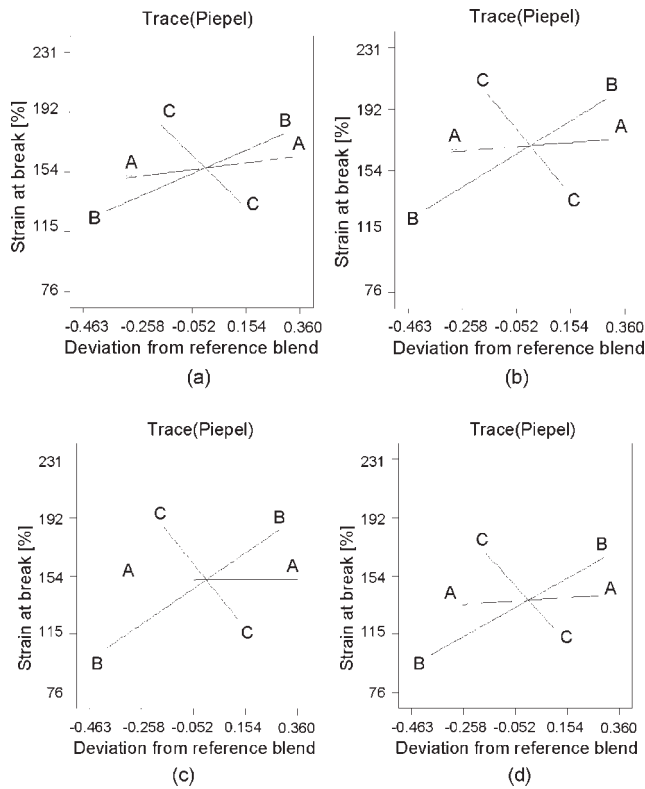 Trace(Piepel)
Strain at break [%]
231
192
154
115
76
C
B
A
A
B
C
-0.463 -0.258 -0.052 0.154 0.360
Deviation from reference blend
(a)
Trace(Piepel)
Strain at break [%]
231
192
154
115
76
C
B
A
A
C
B
-0.463 -0.256 -0.052 0.154 0.360
Deviation from reference blend
(b)
Trace(Piepel)
Strain at break [%]
231
192
154
115
76
C
B
A
A
C
B
-0.463 -0.258 -0.052 0.154 0.360
Deviation from reference blend
(c)
Trace(Piepel)
Strain at break [%]
231
192
154
115
76
C
B
A
A
C
B
-0.463 -0.256 -0.052 0.154 0.360
Deviation from reference blend
(d)